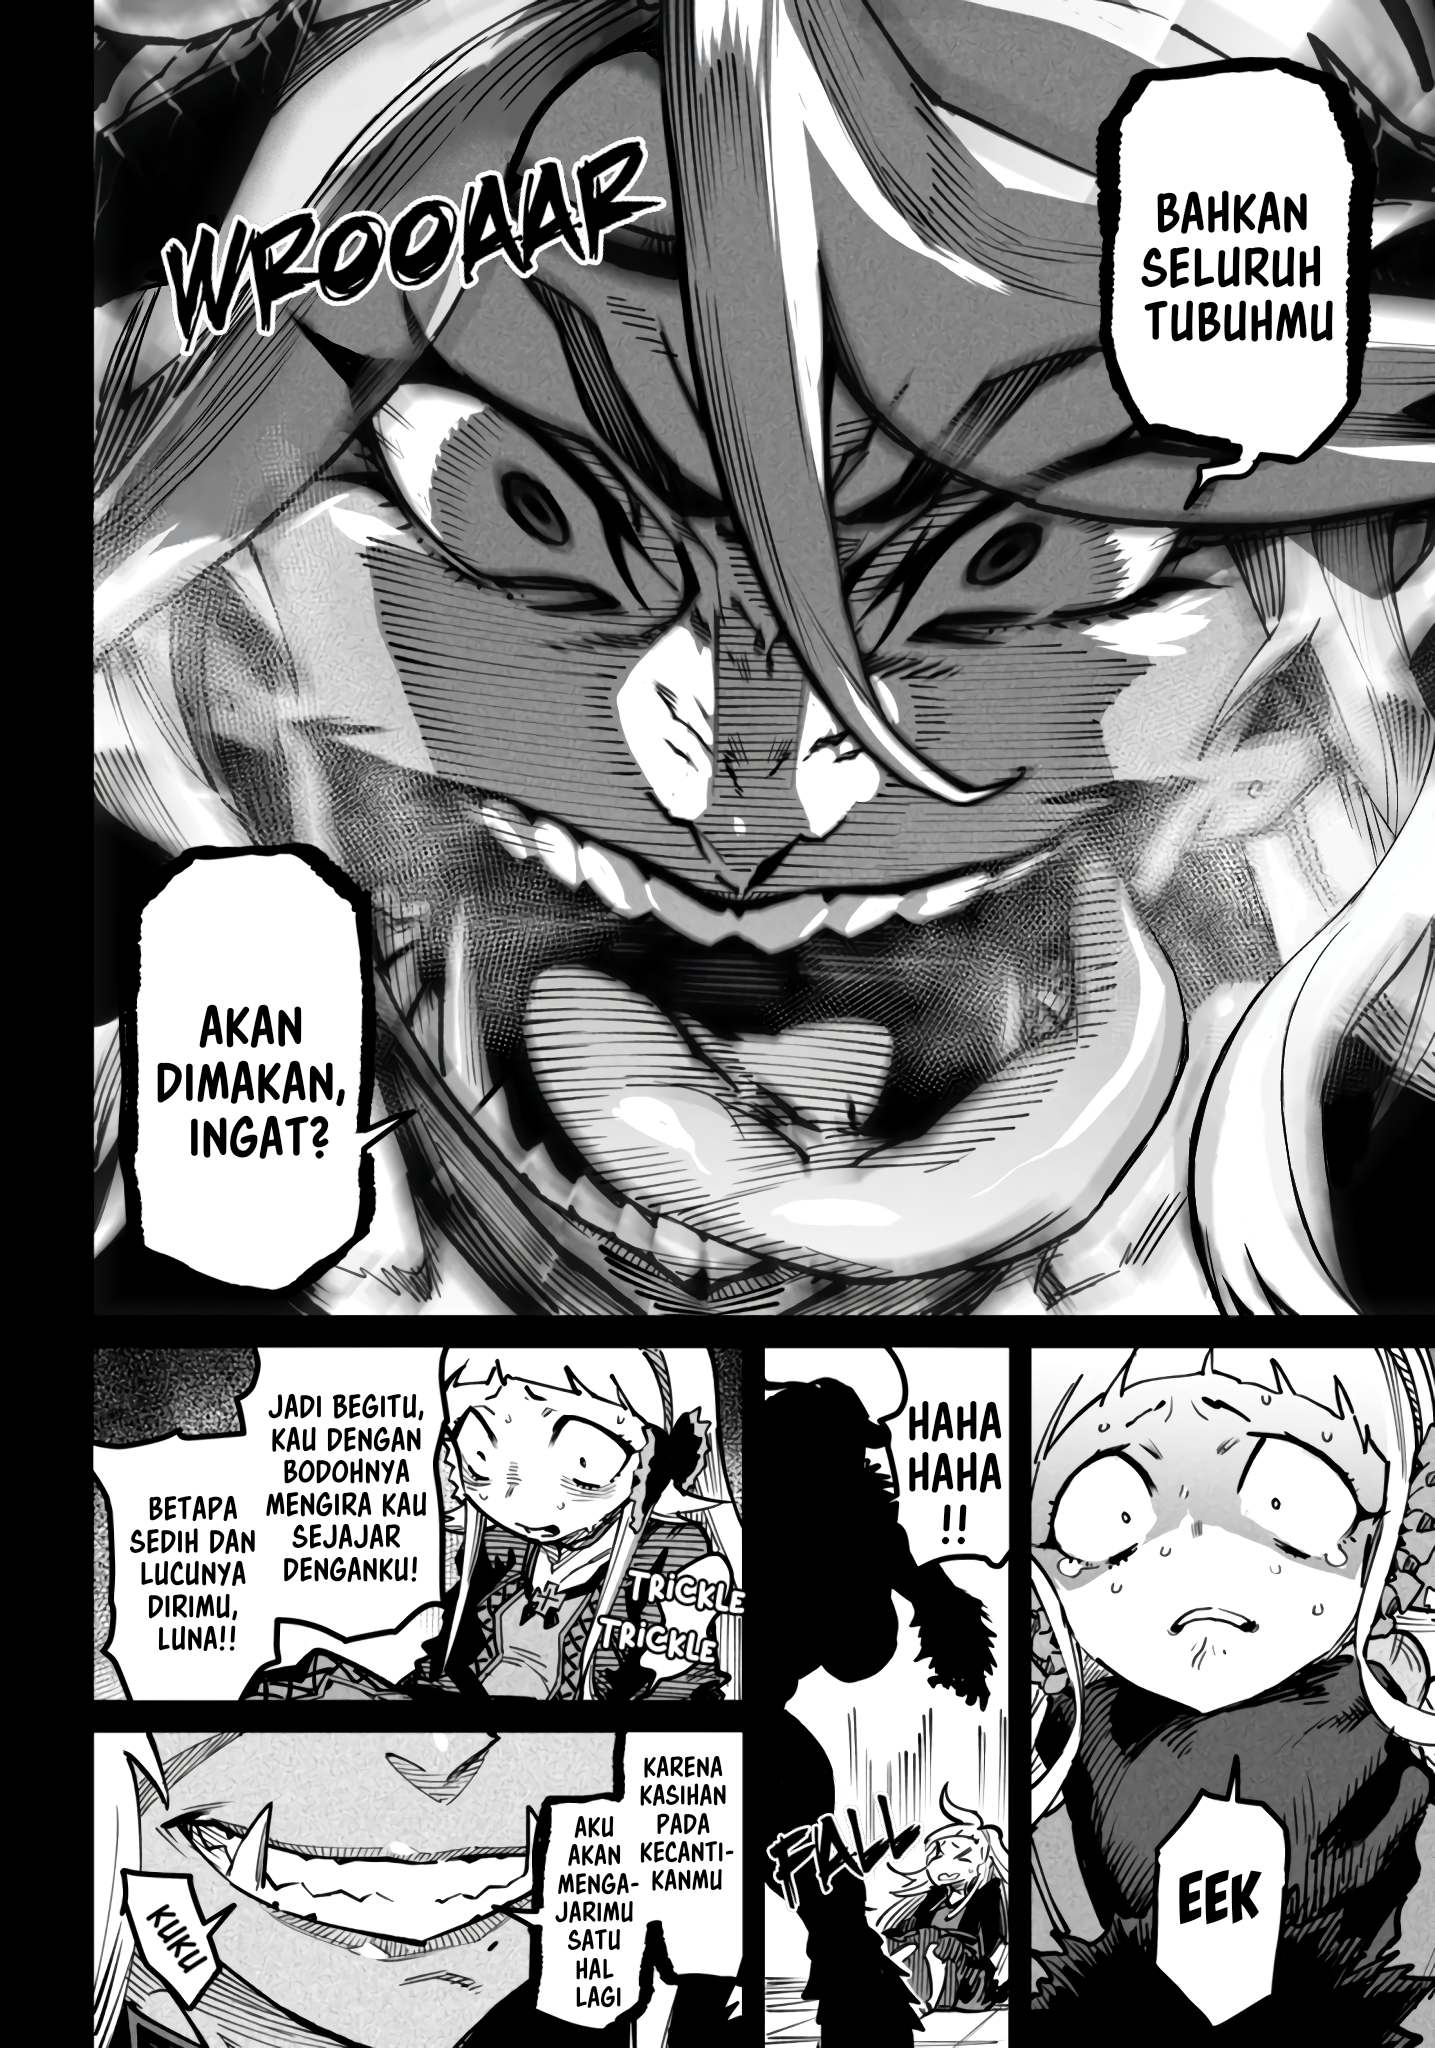 BAHKAN
SELURUH
TUBUHMU
WROOAAR
AKAN
DIMAKAN,
INGAT?
EEK
HAHA
HAHA
!!
FALL
JADI BEGITU,
KAU DENGAN
BODOHNYA
MENGIRA KAU
SEJAJAR
DENGANKU!
BETAPA
SEDIH DAN
LUCUNYA
DIRIMU,
LUNA!!
TRICKLE
TRICKLE
KARENA
KASIHAN
PADA
KECANTI-
KANMU
AKU
AKAN
MENGA-
JARIMU
SATU
HAL
LAGI
KUKU